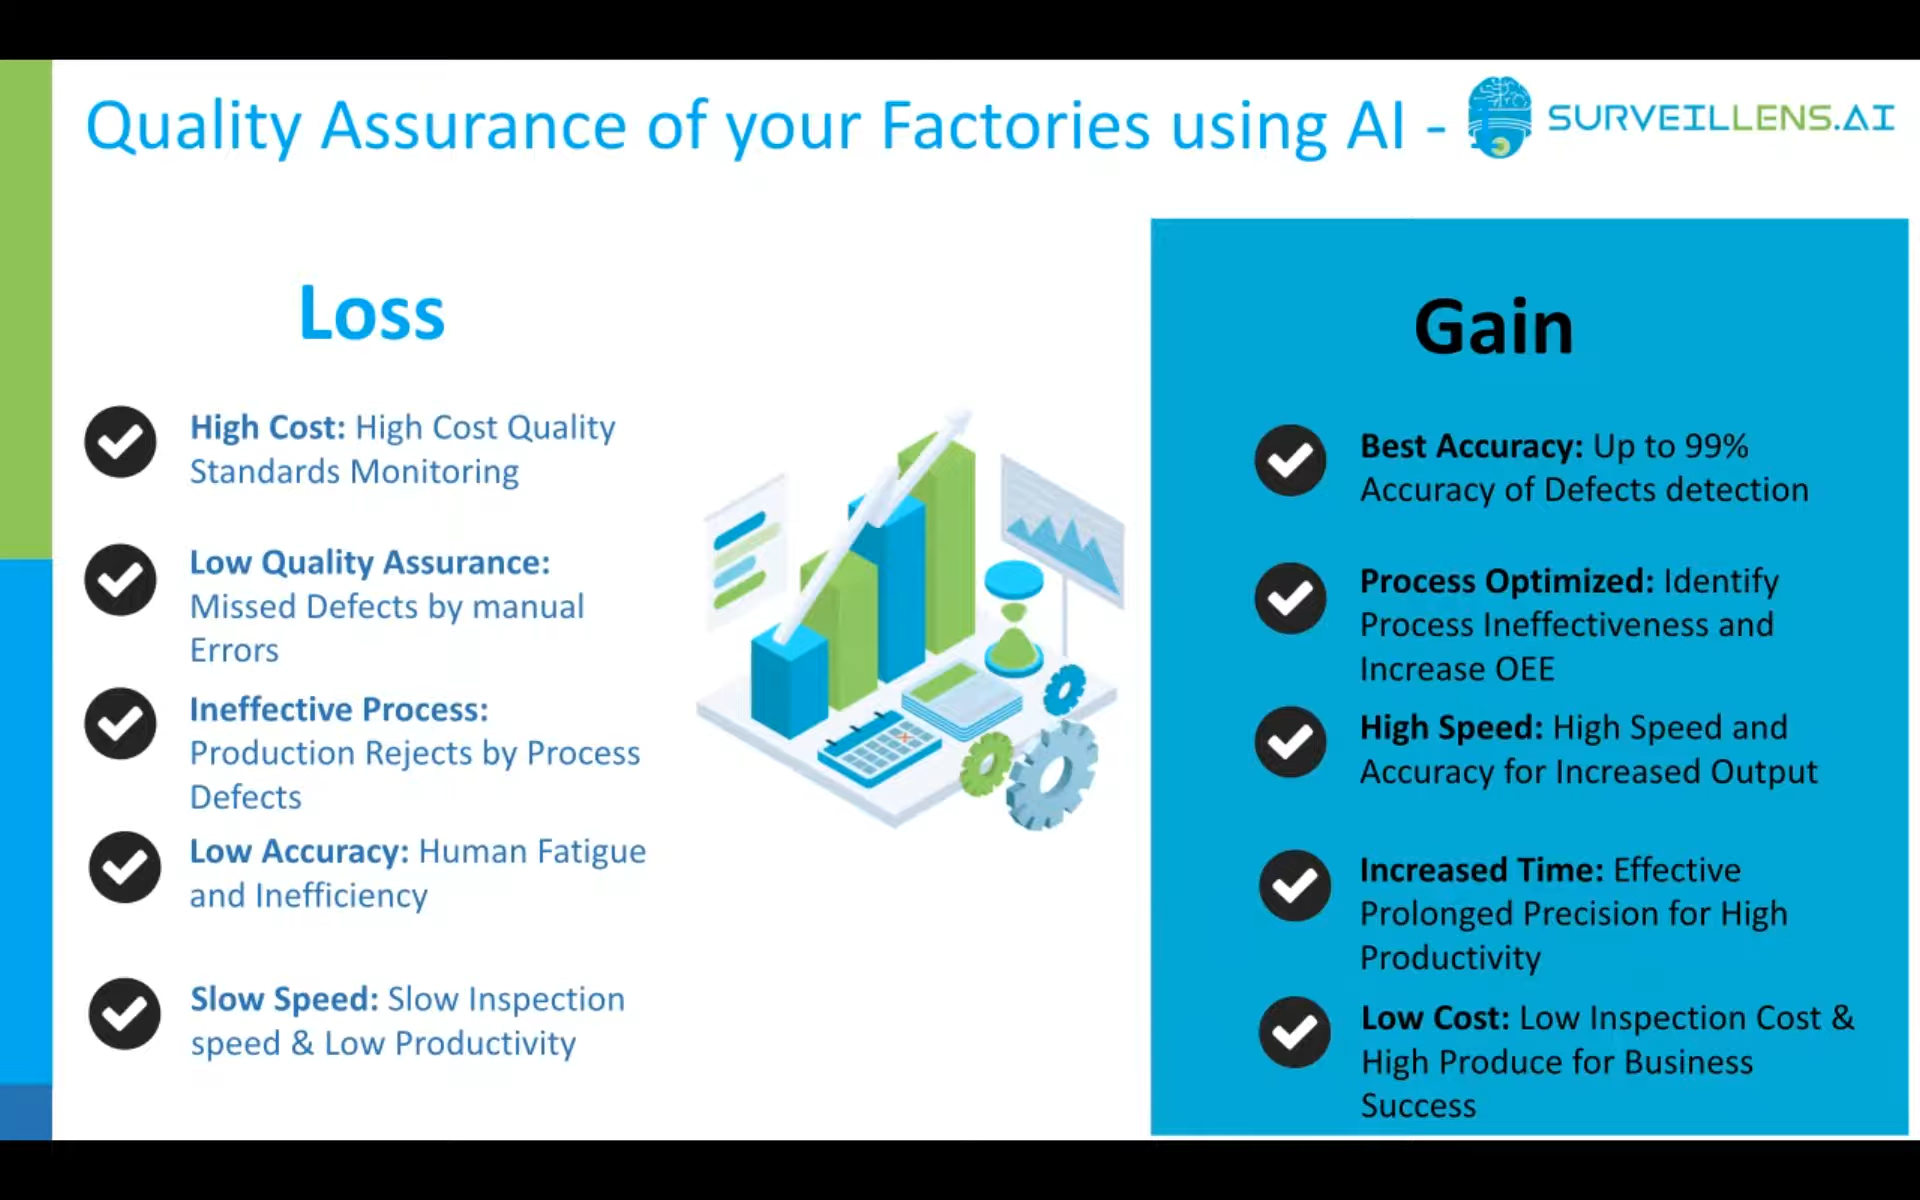 Quality Assurance of your Factories using AI -
SURVEILLENS.AI
Loss
High Cost: High Cost Quality
Standards Monitoring
Low Quality Assurance:
Missed Defects by manual
Errors
Ineffective Process:
Production Rejects by Process
Defects
Low Accuracy: Human Fatigue
and Inefficiency
Slow Speed: Slow Inspection
speed & Low Productivity
Gain
Best Accuracy: Up to 99%
Accuracy of Defects detection
Process Optimized: Identify
Process Ineffectiveness and
Increase OEE
High Speed: High Speed and
Accuracy for Increased Output
Increased Time: Effective
Prolonged Precision for High
Productivity
Low Cost: Low Inspection Cost &
High Produce for Business
Success